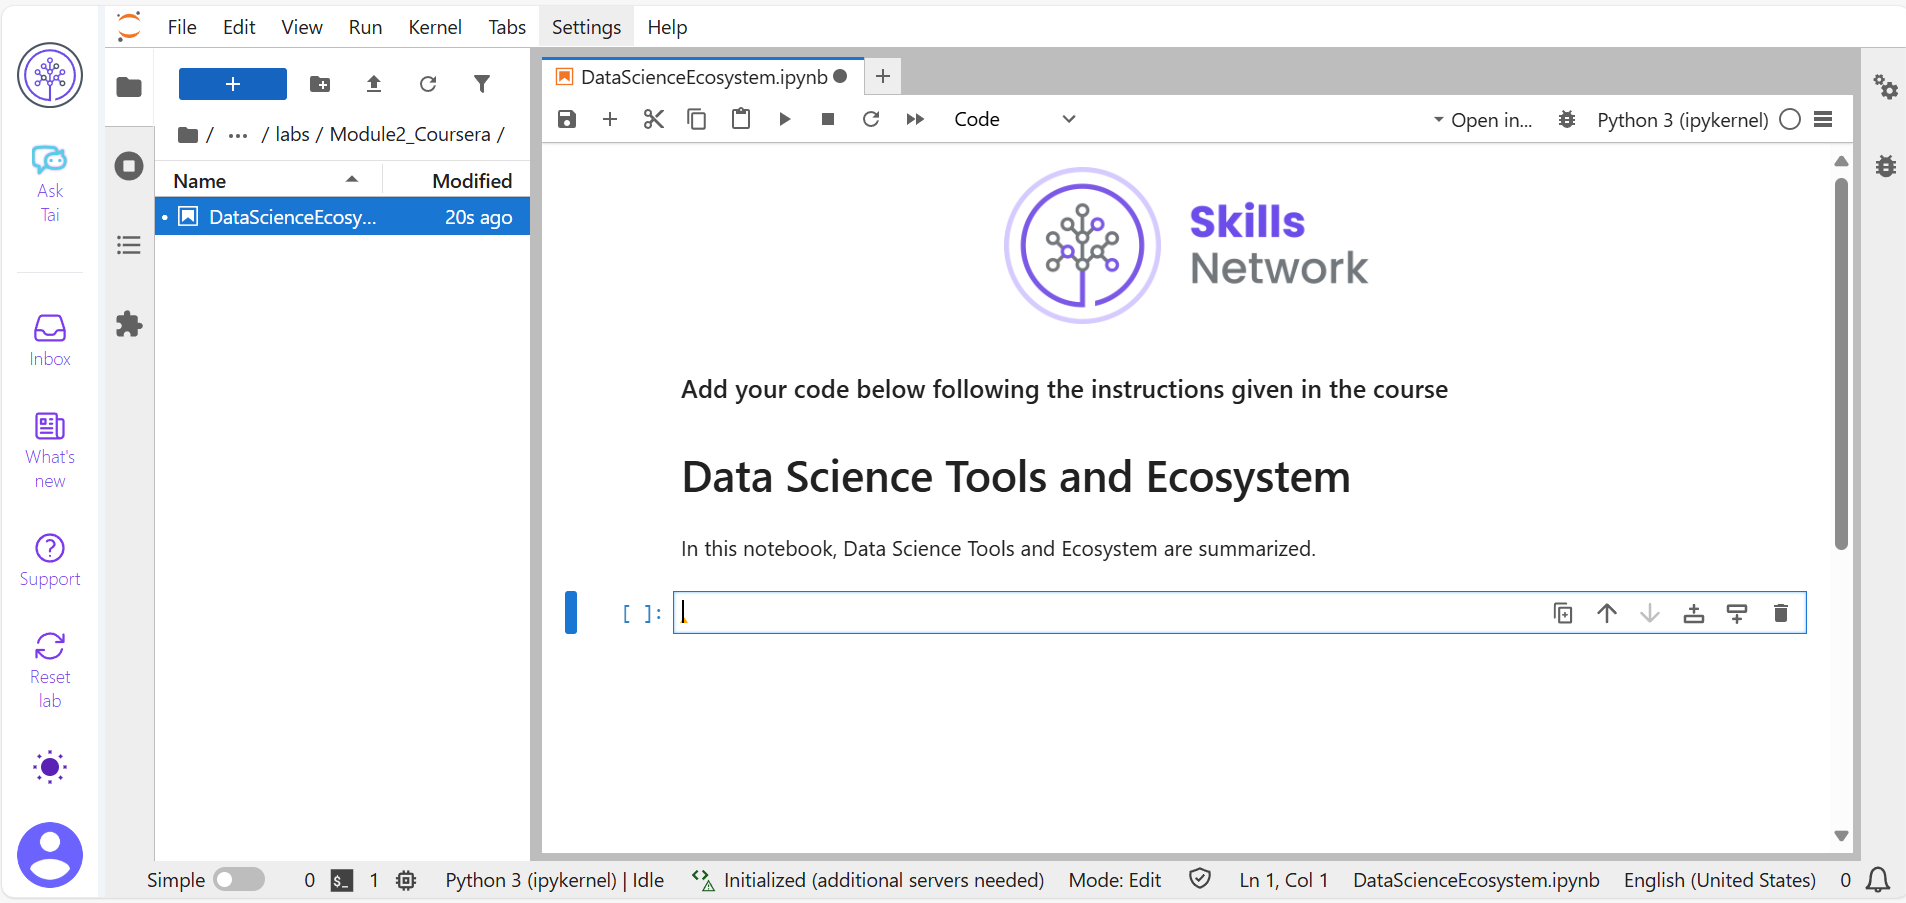 File Edit View Run Kernel Tabs Settings Help
Ask
Tai
Inbox
What's
new
Support
Reset
lab
+
/ ... / labs / Module2_Coursera /
Name Modified
• DataScienceEcosy... 20s ago
DataScienceEcosystem.ipynb
Code
Open in...
Python 3 (ipykernel)
Skills
Network
Add your code below following the instructions given in the course
Data Science Tools and Ecosystem
In this notebook, Data Science Tools and Ecosystem are summarized.
[ ]:
Simple 0 $_ 1 Python 3 (ipykernel) | Idle Initialized (additional servers needed) Mode: Edit Ln 1, Col 1 DataScienceEcosystem.ipynb English (United States) 0